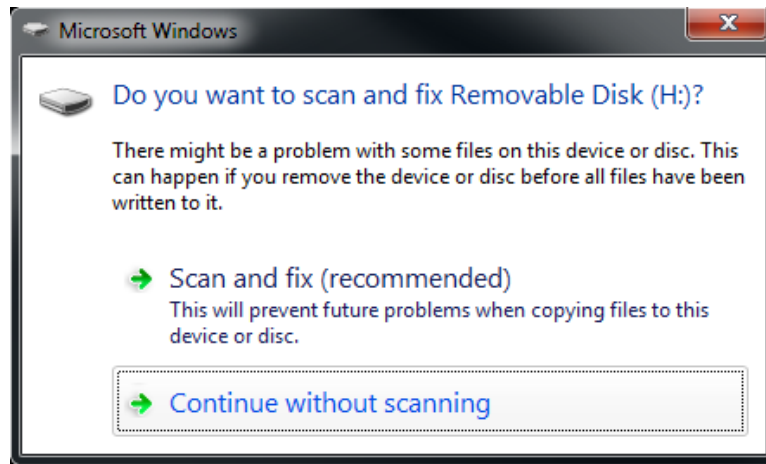 Microsoft Windows
Do you want to scan and fix Removable Disk (H:)?
There might be a problem with some files on this device or disc. This
can happen if you remove the device or disc before all files have been
written to it.
Scan and fix (recommended)
This will prevent future problems when copying files to this
device or disc.
Continue without scanning